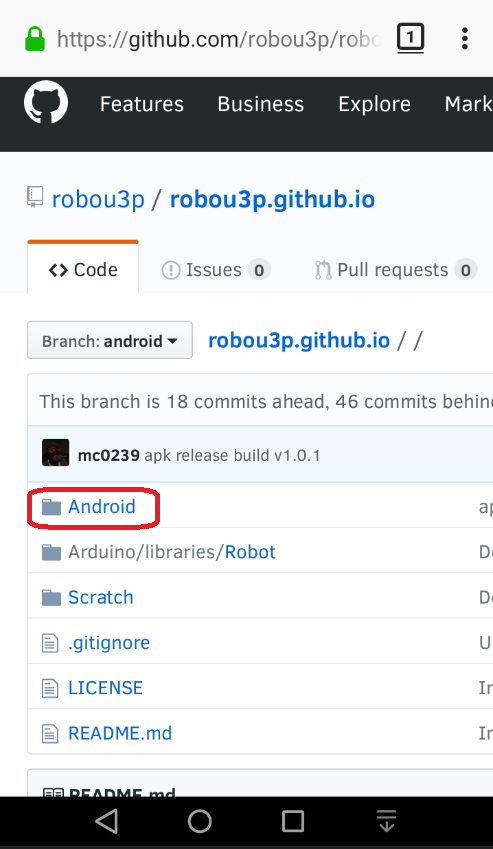 https://github.com/robou3p/robo
1
Features Business Explore Mark
robou3p / robou3p.github.io
Code Issues 0 Pull requests 0
Branch: android robou3p.github.io / /
This branch is 18 commits ahead, 46 commits behin
mc0239 apk release build v1.0.1
Android ap
Arduino/libraries/Robot De
Scratch De
.gitignore U
LICENSE In
README.md In
README.md